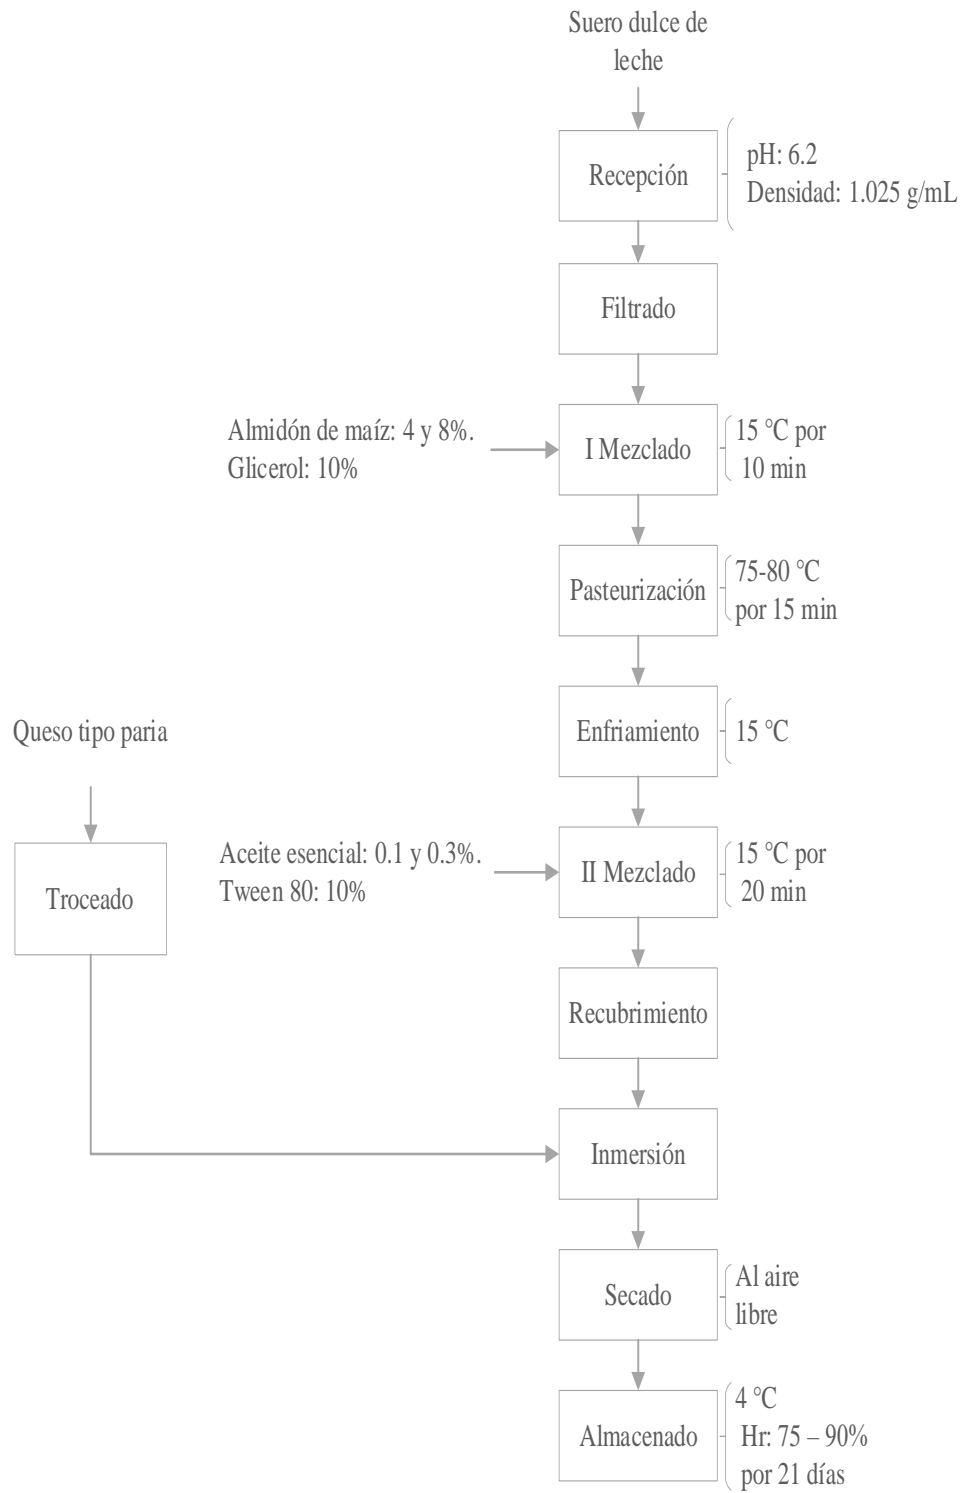 Suero dulce de
leche
Recepción
pH: 6.2
Densidad: 1.025 g/mL
Filtrado
Almidón de maíz: 4 y 8%.
Glicerol: 10%
I Mezclado
15 °C por
10 min
Pasteurización
75-80 °C
por 15 min
Queso tipo paria
Enfriamiento
15 °C
Troceado
Aceite esencial: 0.1 y 0.3%.
Tween 80: 10%
II Mezclado
15 °C por
20 min
Recubrimiento
Inmersión
Secado
Al aire
libre
Almacenado
4 °C
Hr: 75 – 90%
por 21 días